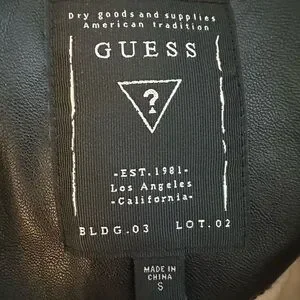 Dry goods and supplies
American tradition
GUESS
?
-EST.1981-
Los Angeles
-California-
BLDG.03 LOT.02
MADE IN
CHINA
S